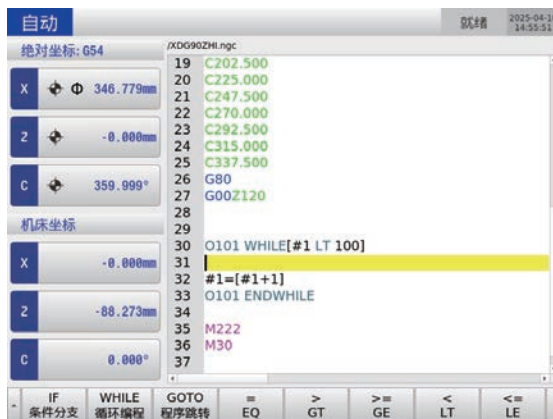 自动
就绪
2025-04-1
14:55:51
绝对坐标: G54
/XDG90ZHI.ngc
X Φ 346.779mm
Z -0.000mm
C 359.999°
机床坐标
X -0.000mm
Z -88.273mm
C 0.000°
19 C202.500
20 C225.000
21 C247.500
22 C270.000
23 C292.500
24 C315.000
25 C337.500
26 G80
27 G00Z120
28
29
30 O101 WHILE[#1 LT 100]
31
32 #1=[#1+1]
33 O101 ENDWHILE
34
35 M222
36 M30
37
IF WHILE GOTO = > >= < <=
条件分支 循环编程 程序跳转 EQ GT GE LT LE